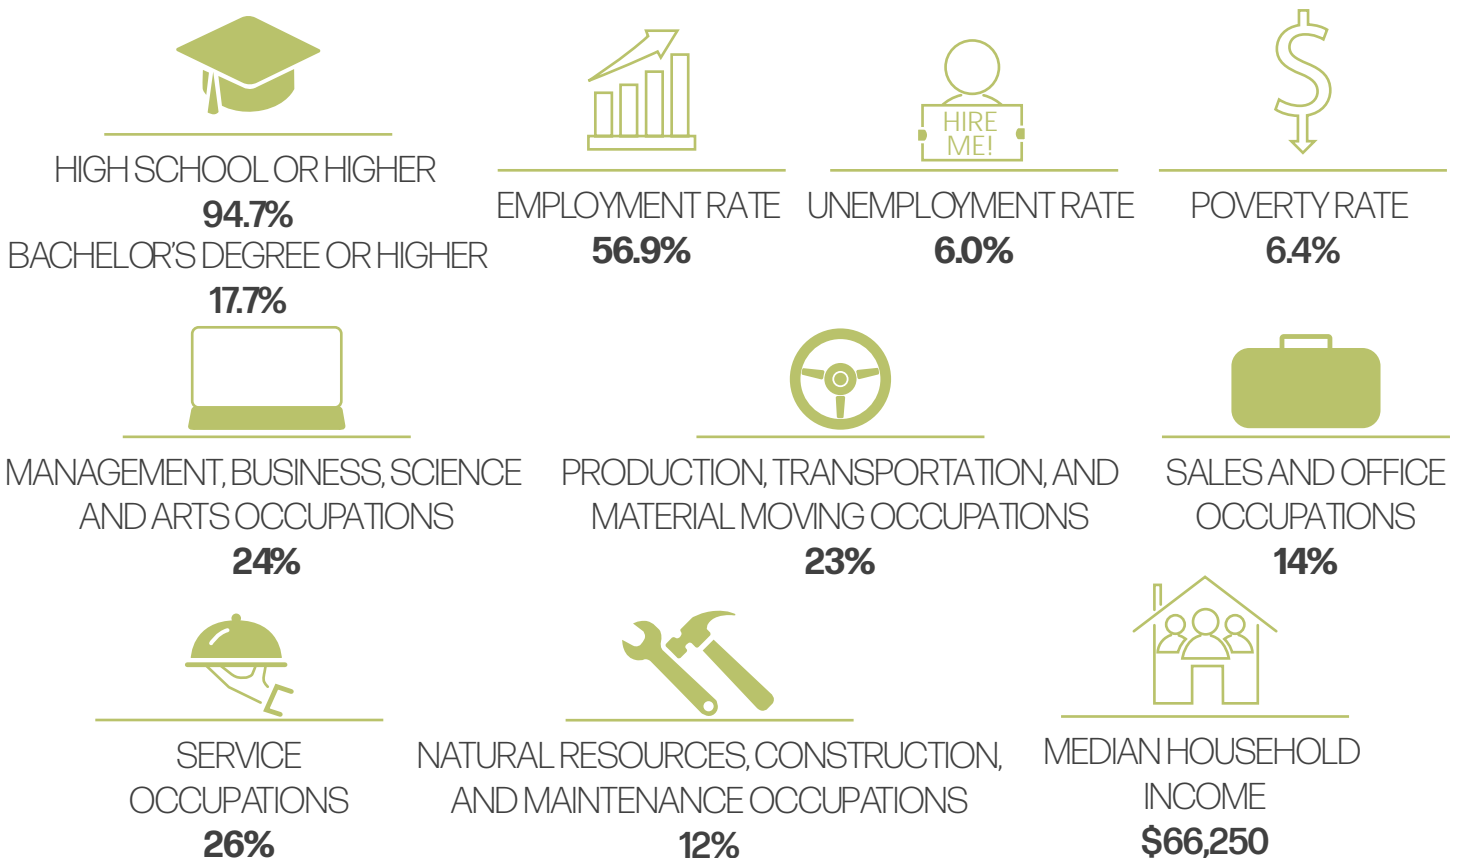 HIRE
ME!
HIGH SCHOOL OR HIGHER
94.7%
BACHELOR'S DEGREE OR HIGHER
17.7%
EMPLOYMENT RATE
56.9%
UNEMPLOYMENT RATE
6.0%
POVERTY RATE
6.4%
MANAGEMENT, BUSINESS, SCIENCE
AND ARTS OCCUPATIONS
24%
PRODUCTION, TRANSPORTATION, AND
MATERIAL MOVING OCCUPATIONS
23%
SALES AND OFFICE
OCCUPATIONS
14%
SERVICE
OCCUPATIONS
26%
NATURAL RESOURCES, CONSTRUCTION,
AND MAINTENANCE OCCUPATIONS
12%
MEDIAN HOUSEHOLD
INCOME
$66,250